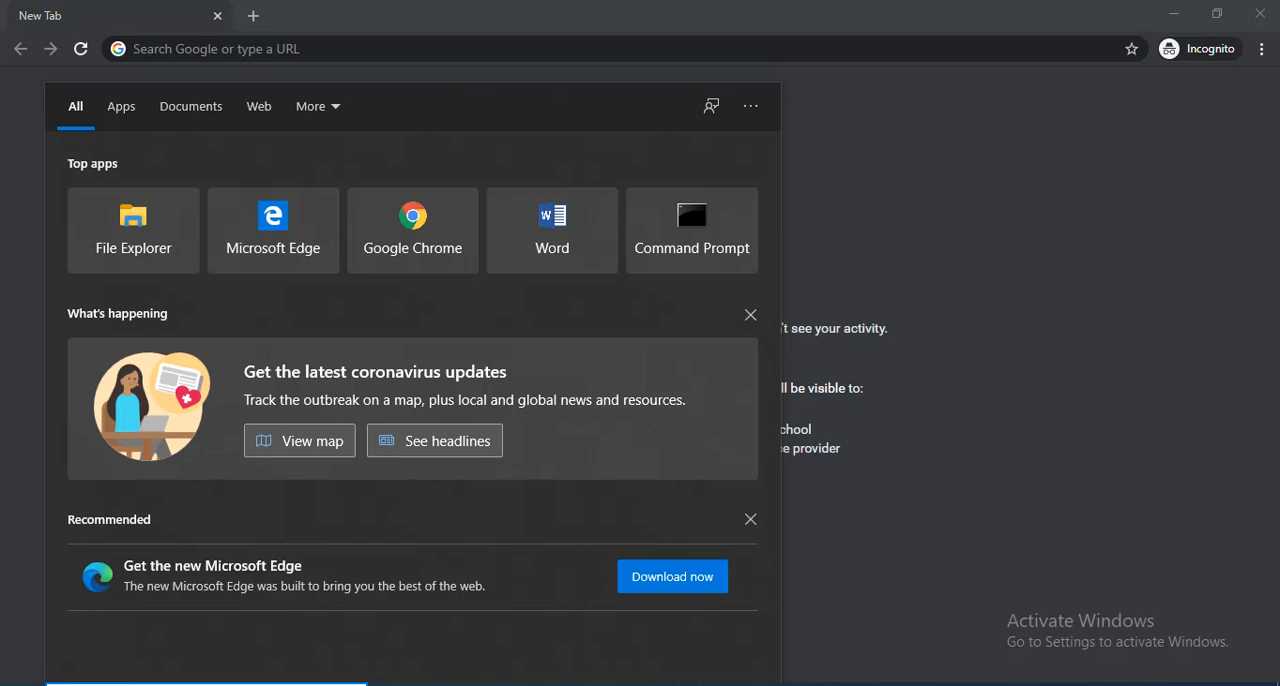 New Tab
Search Google or type a URL
Incognito
All Apps Documents Web More
Top apps
File Explorer Microsoft Edge Google Chrome Word Command Prompt
What's happening
't see your activity.
Get the latest coronavirus updates
Track the outbreak on a map, plus local and global news and resources.
ll be visible to:
View map See headlines
chool
e provider
Recommended
Get the new Microsoft Edge
The new Microsoft Edge was built to bring you the best of the web.
Download now
Activate Windows
Go to Settings to activate Windows.